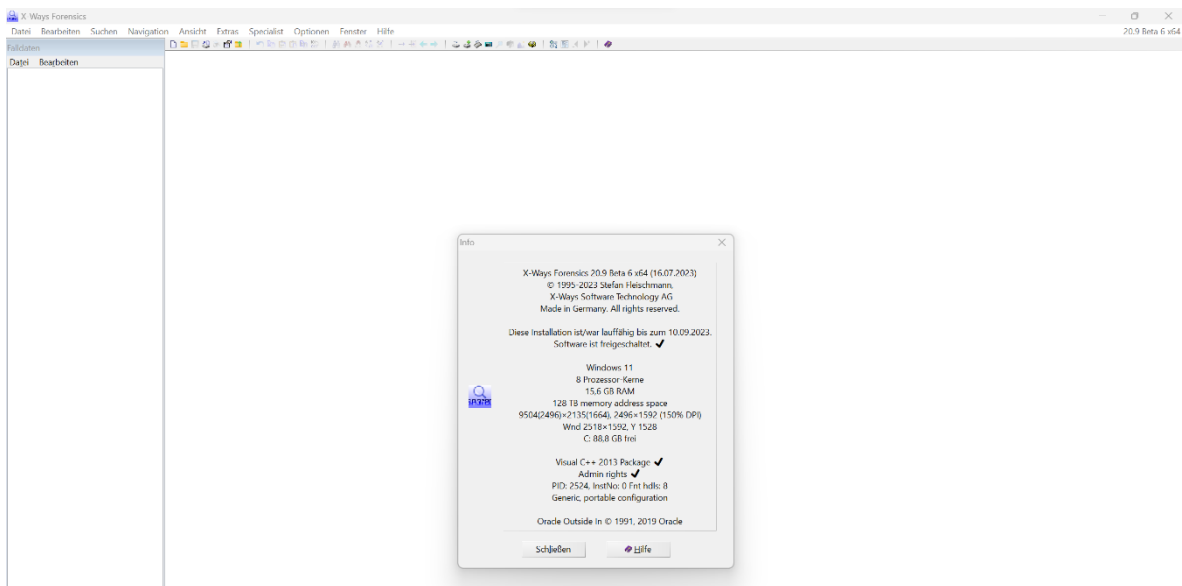 X-Ways Forensics
Datei Bearbeiten Suchen Navigation Ansicht Extras Specialist Optionen Fenster Hilfe
20.9 Beta 6 x64
Falldaten
Datei Bearbeiten
Info
X-Ways Forensics 20.9 Beta 6 x64 (16.07.2023)
© 1995-2023 Stefan Fleischmann,
X-Ways Software Technology AG
Made in Germany. All rights reserved.
Diese Installation ist/war lauffähig bis zum 10.09.2023.
Software ist freigeschaltet. ✔
Windows 11
8 Prozessor-Kerne
15,6 GB RAM
128 TB memory address space
9504(2496)×2135(1664), 2496×1592 (150% DPI)
Wnd 2518×1592, Y 1528
C: 88,8 GB frei
Visual C++ 2013 Package ✔
Admin rights ✔
PID: 2524, InstNo: 0 Fnt hdls: 8
Generic, portable configuration
Oracle Outside In © 1991, 2019 Oracle
Schließen Hilfe